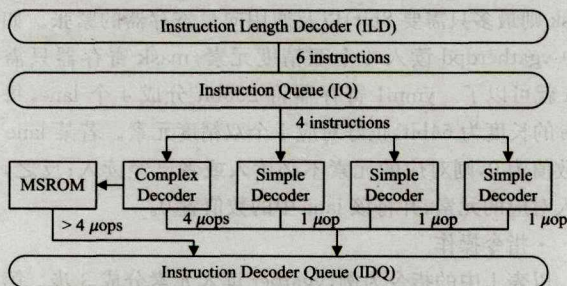 Instruction Length Decoder (ILD)
6 instructions
Instruction Queue (IQ)
4 instructions
MSROM
Complex Decoder
Simple Decoder
Simple Decoder
Simple Decoder
> 4 μops
4 μops
1 μop
1 μop
1 μop
Instruction Decoder Queue (IDQ)